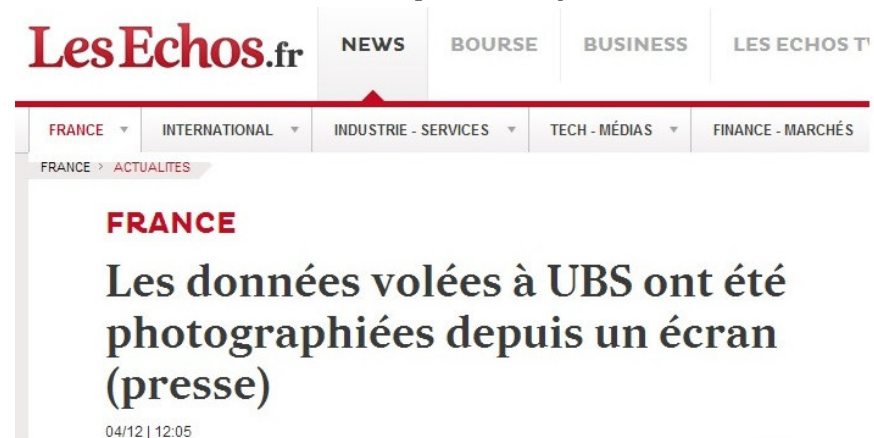 LesEchos.fr
NEWS BOURSE BUSINESS LES ECHOS
FRANCE INTERNATIONAL INDUSTRIE - SERVICES TECH - MÉDIAS FINANCE - MARCHÉS
FRANCE > ACTUALITES
FRANCE
Les données volées à UBS ont été
photographiées depuis un écran
(presse)
04/12 | 12:05